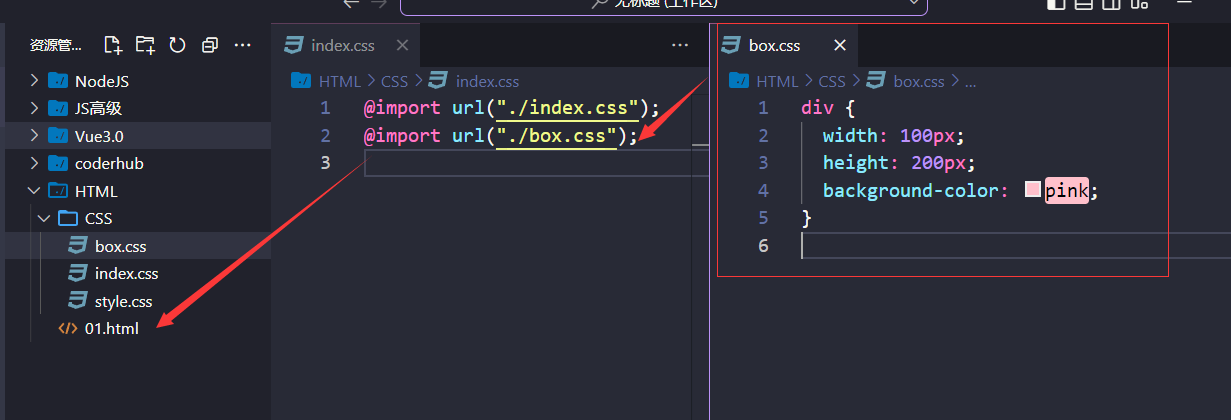 无标题 (工作区)
资源管...
NodeJS
JS高级
Vue3.0
coderhub
HTML
CSS
box.css
index.css
style.css
01.html
index.css
HTML > CSS > index.css
1 @import url("./index.css");
2 @import url("./box.css");
3
box.css
HTML > CSS > box.css > ...
1 div {
2 width: 100px;
3 height: 200px;
4 background-color: pink;
5 }
6